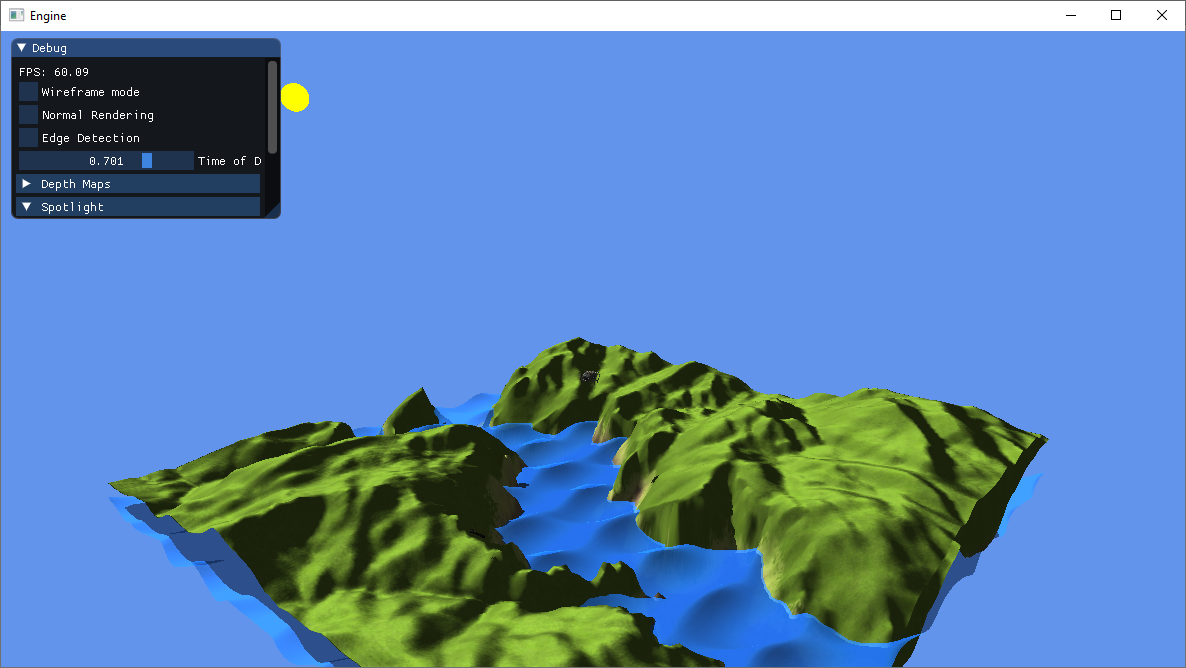 Engine
Debug
FPS: 60.09
Wireframe mode
Normal Rendering
Edge Detection
0.701 Time of D
Depth Maps
Spotlight